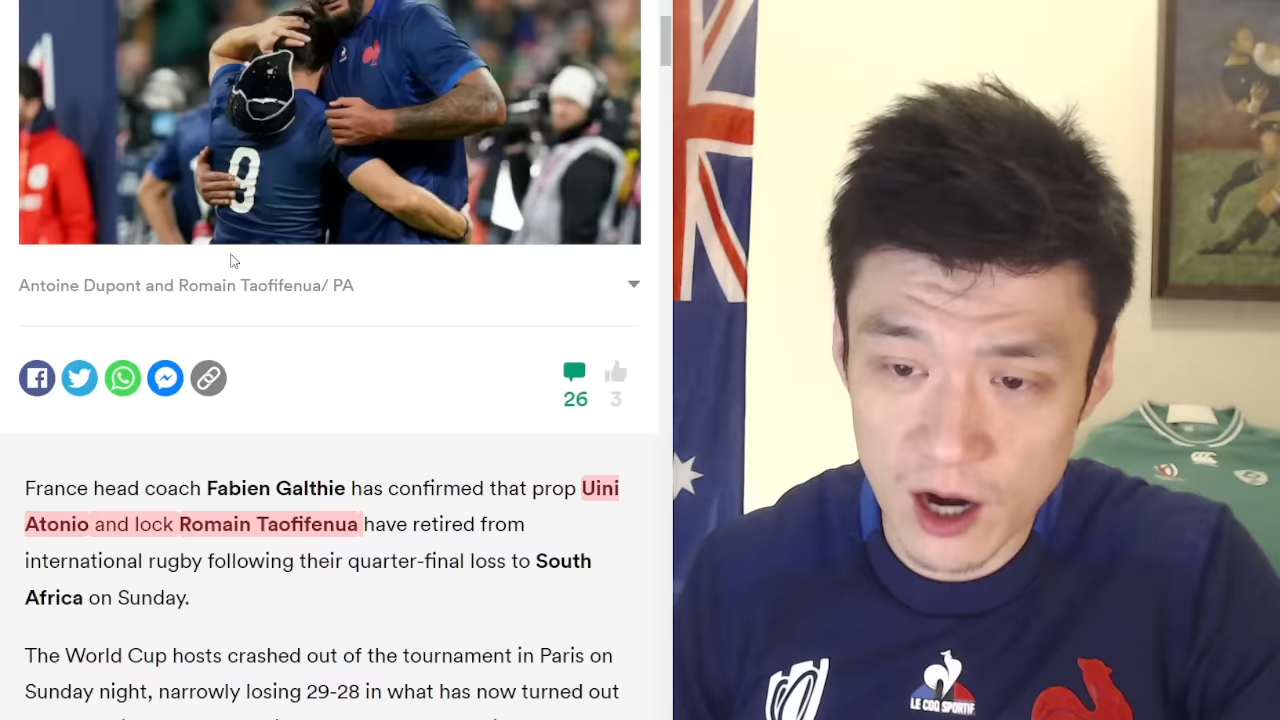 9
Antoine Dupont and Romain Taofifenua/ PA
26
3
France head coach Fabien Galthie has confirmed that prop Uini
Atonio and lock Romain Taofifenua have retired from
international rugby following their quarter-final loss to South
Africa on Sunday.
The World Cup hosts crashed out of the tournament in Paris on
Sunday night, narrowly losing 29-28 in what has now turned out
LE COQ SPORTIF